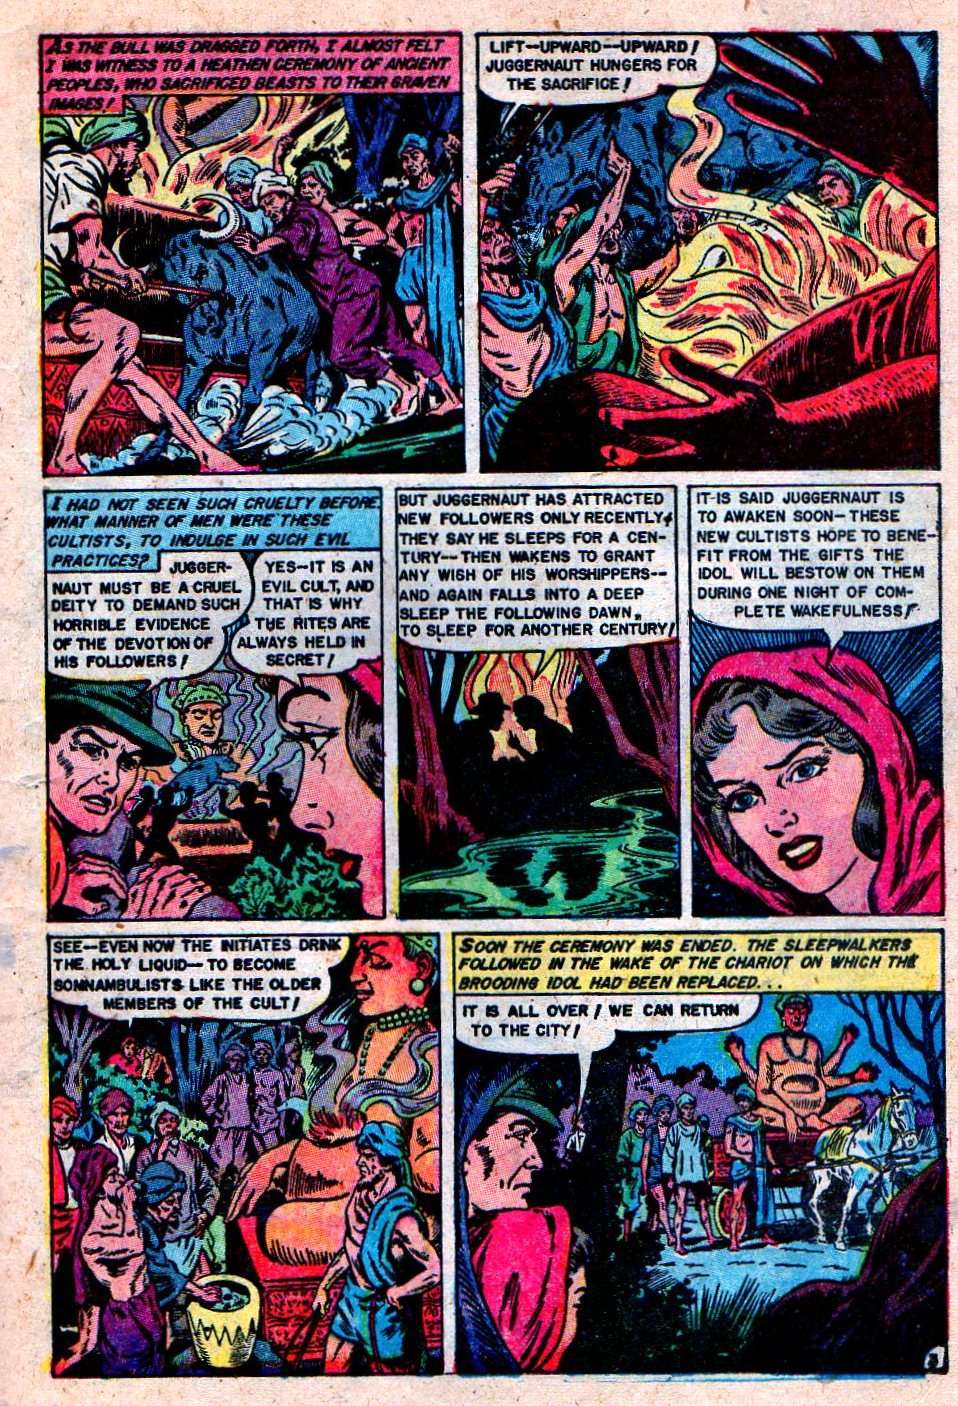 AS THE BULL WAS DRAGGED FORTH, I ALMOST FELT
I WAS WITNESS TO A HEATHEN CEREMONY OF ANCIENT
PEOPLES, WHO SACRIFICED BEASTS TO THEIR GRAVEN
IMAGES!
LIFT--UPWARD--UPWARD!
JUGGERNAUT HUNGERS FOR
THE SACRIFICE!
I HAD NOT SEEN SUCH CRUELTY BEFORE.
WHAT MANNER OF MEN WERE THESE
CULTISTS, TO INDULGE IN SUCH EVIL
PRACTICES?
JUGGER-
NAUT MUST BE A CRUEL
DEITY TO DEMAND SUCH
HORRIBLE EVIDENCE
OF THE DEVOTION OF
HIS FOLLOWERS!
YES--IT IS AN
EVIL CULT, AND
THAT IS WHY
THE RITES ARE
ALWAYS HELD IN
SECRET!
BUT JUGGERNAUT HAS ATTRACTED
NEW FOLLOWERS ONLY RECENTLY!
THEY SAY HE SLEEPS FOR A CEN-
TURY--THEN WAKENS TO GRANT
ANY WISH OF HIS WORSHIPPERS--
AND AGAIN FALLS INTO A DEEP
SLEEP THE FOLLOWING DAWN,
TO SLEEP FOR ANOTHER CENTURY!
IT IS SAID JUGGERNAUT IS
TO AWAKEN SOON--THESE
NEW CULTISTS HOPE TO BENE-
FIT FROM THE GIFTS THE
IDOL WILL BESTOW ON THEM
DURING ONE NIGHT OF COM-
PLETE WAKEFULNESS!
SEE--EVEN NOW THE INITIATES DRINK
THE HOLY LIQUID--TO BECOME
SOMNAMBULISTS LIKE THE OLDER
MEMBERS OF THE CULT!
SOON THE CEREMONY WAS ENDED. THE SLEEPWALKERS
FOLLOWED IN THE WAKE OF THE CHARIOT ON WHICH THE
BROODING IDOL HAD BEEN REPLACED...
IT IS ALL OVER! WE CAN RETURN
TO THE CITY!
3